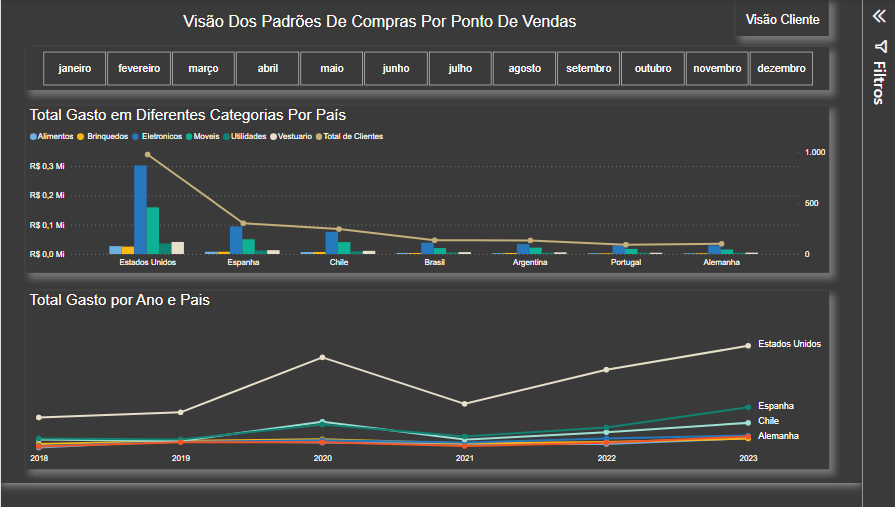 Visão Dos Padrões De Compras Por Ponto De Vendas
Visão Cliente
Filtros
janeiro fevereiro março abril maio junho julho agosto setembro outubro novembro dezembro
Total Gasto em Diferentes Categorias Por País
Alimentos Brinquedos Eletronicos Moveis Utilidades Vestuario Total de Clientes
R$ 0,3 Mi
R$ 0,2 Mi
R$ 0,1 Mi
R$ 0,0 Mi
1.000
500
0
Estados Unidos Espanha Chile Brasil Argentina Portugal Alemanha
Total Gasto por Ano e Pais
Estados Unidos
Espanha
Chile
Alemanha
2018 2019 2020 2021 2022 2023